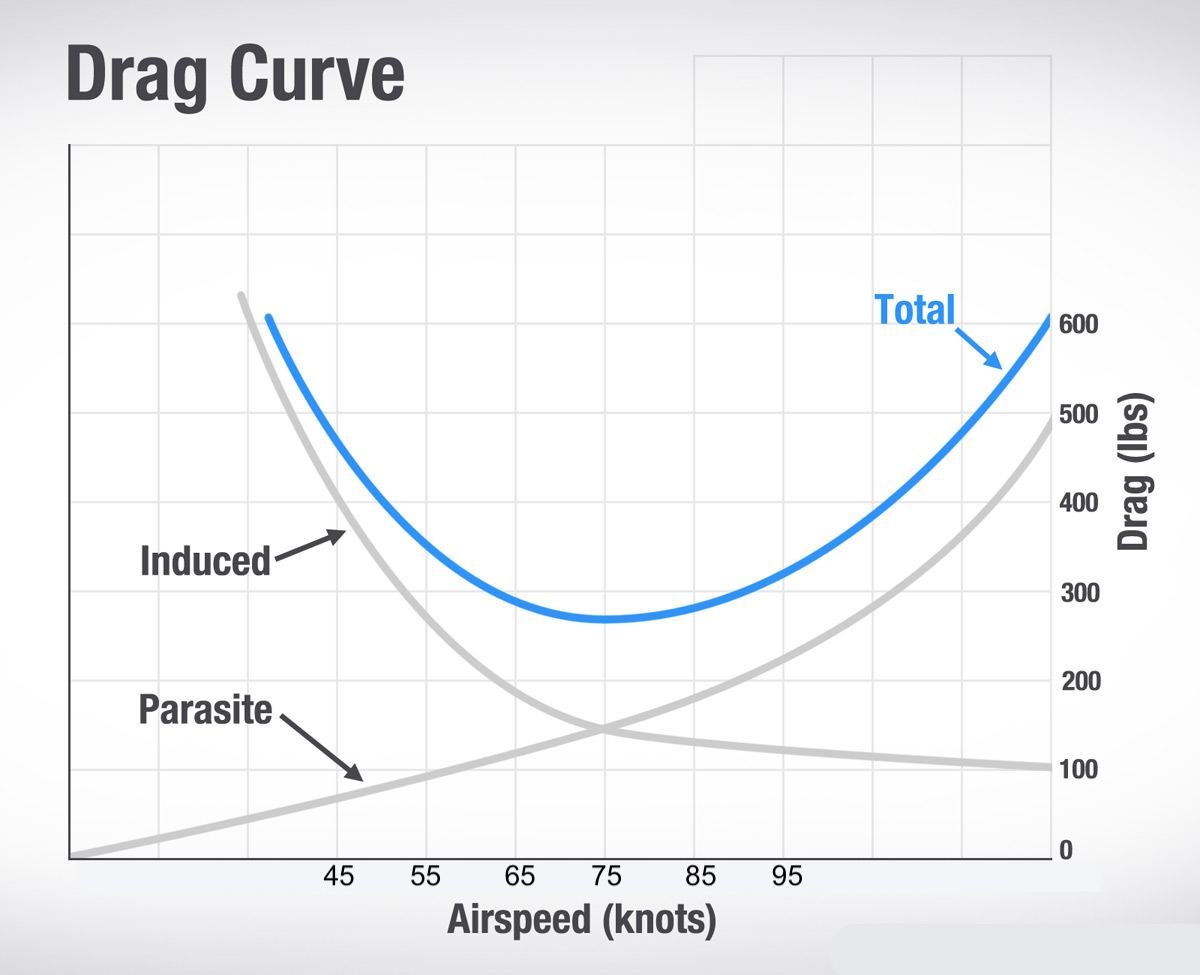 Drag Curve
Total
600
500
400
300
200
100
0
Drag (lbs)
Induced
Parasite
45 55 65 75 85 95
Airspeed (knots)